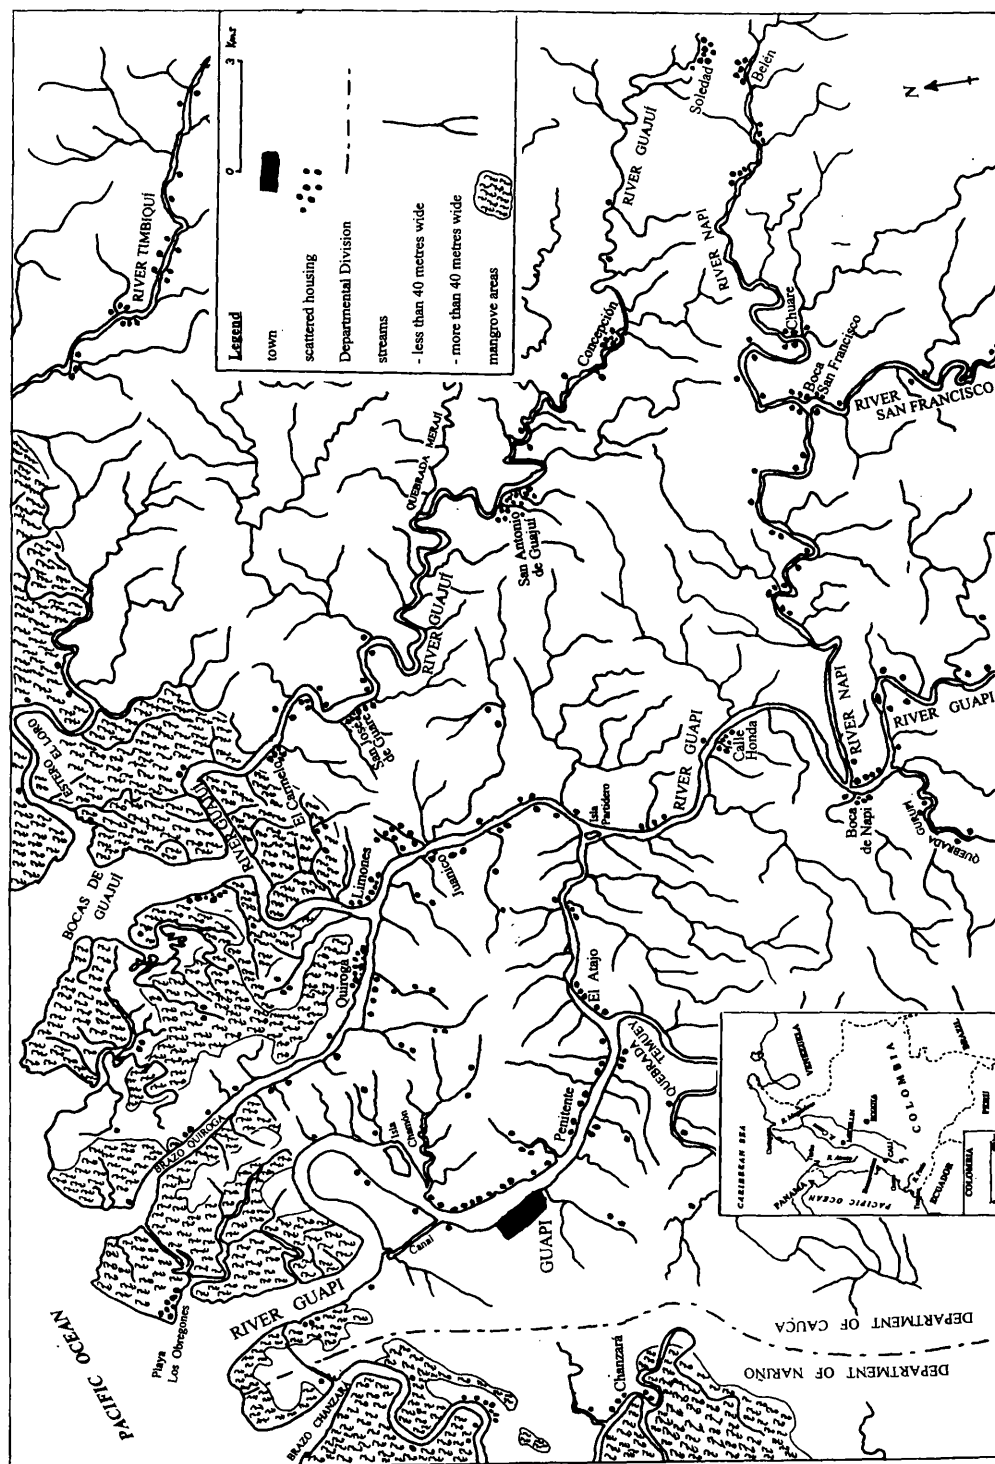 Legend
town
scattered housing
Departmental Division
streams
- less than 40 metres wide
- more than 40 metres wide
mangrove areas
0
3 Kms
N
PACIFIC OCEAN
Playa
Los Obregones
RIVER GUAPI
BRAZO CHANZARÁ
Chanzará
DEPARTMENT OF NARIÑO
DEPARTMENT OF CAUCA
BRAZO QUIROGA
Isla
Canal
GUAPI
Penitente
QUEBRADA
TEMUEY
El Atajo
Quiroga
Limones
Juanico
Isla
Partidero
RIVER GUAPI
Calle
Honda
Boca
de Napi
QUEBRADA
RIVER NAPI
RIVER GUAPI
BOCAS DE
GUAJUÍ
ESTERO EL LORO
RIVER GUAJUÍ
El Carmelo
San José
de Guare
RIVER GUAJUÍ
QUEBRADA MERAJÍ
San Antonio
de Guajuí
Concepción
RIVER GUAJUÍ
Soledad
Belén
RIVER NAPI
Chuare
Boca
San Francisco
RIVER
SAN FRANCISCO
RIVER TIMBIQUÍ
CARIBBEAN SEA
PANAMA
VENEZUELA
PACIFIC OCEAN
MEDELLIN
BOGOTA
CALI
COLOMBIA
ECUADOR
PERU
BRAZIL
COLOMBIA